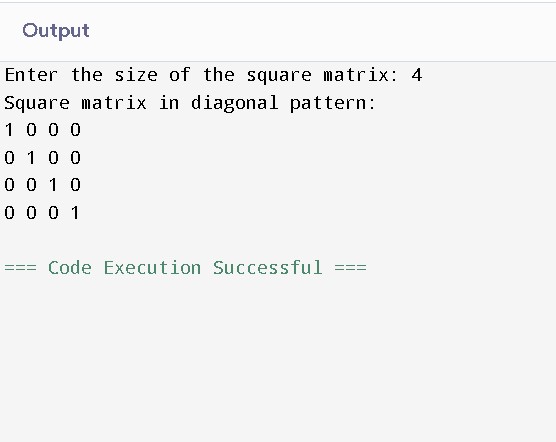 Output
Enter the size of the square matrix: 4
Square matrix in diagonal pattern:
1 0 0 0
0 1 0 0
0 0 1 0
0 0 0 1
=== Code Execution Successful ===